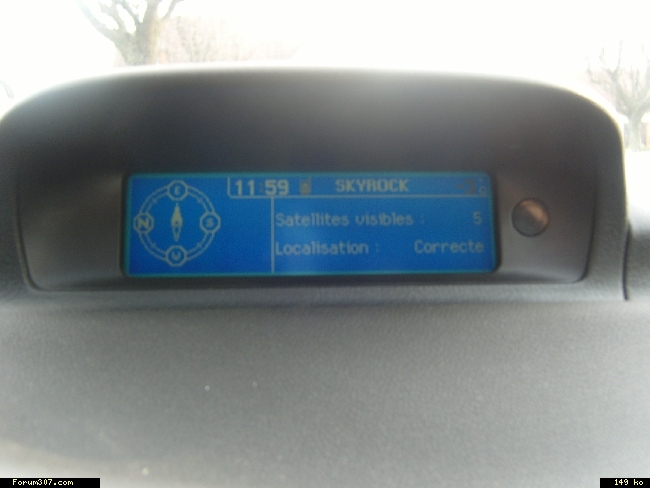 11:59 SKYROCK
E
N S
W
Satellites visibles : 5
Localisation : Correcte
Forum307.com 149 ko